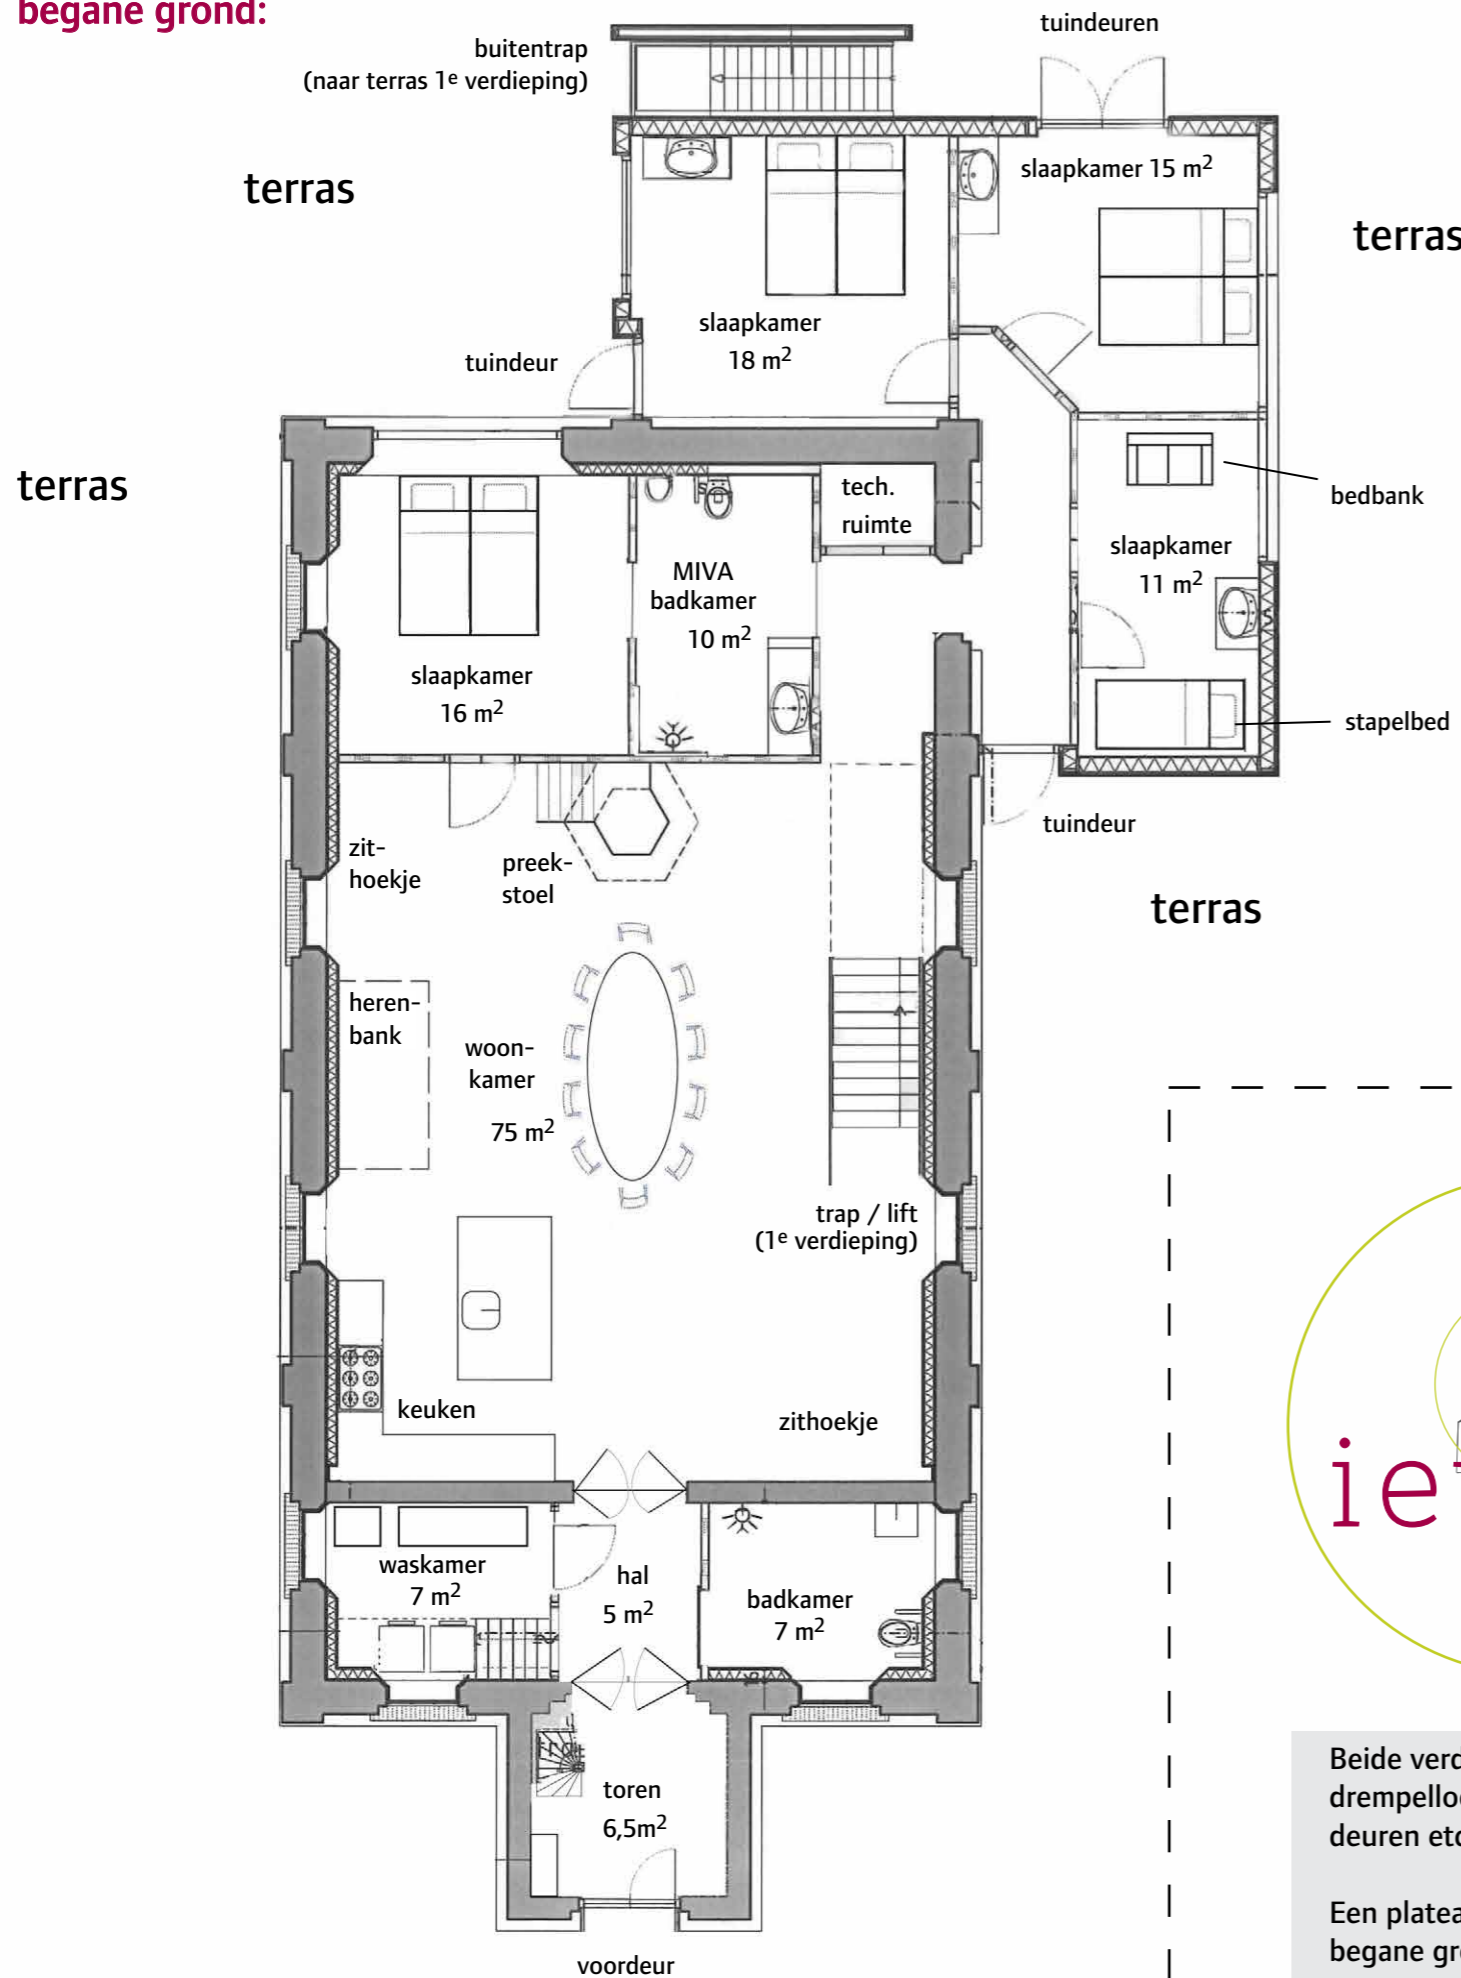 begane grond:
buitentrap
(naar terras 1e verdieping)
tuindeuren
terras
slaapkamer 15 m2
terras
slaapkamer
18 m2
tuindeur
terras
tech.
ruimte
bedbank
MIVA
badkamer
10 m2
slaapkamer
11 m2
slaapkamer
16 m2
stapelbed
tuindeur
zit-
hoekje
preek-
stoel
terras
heren-
bank
woon-
kamer
75 m2
trap / lift
(1e verdieping)
keuken
zithoekje
waskamer
7 m2
hal
5 m2
badkamer
7 m2
toren
6,5m2
voordeur
Beide verd
drempelloo
deuren etc
Een platea
begane gro